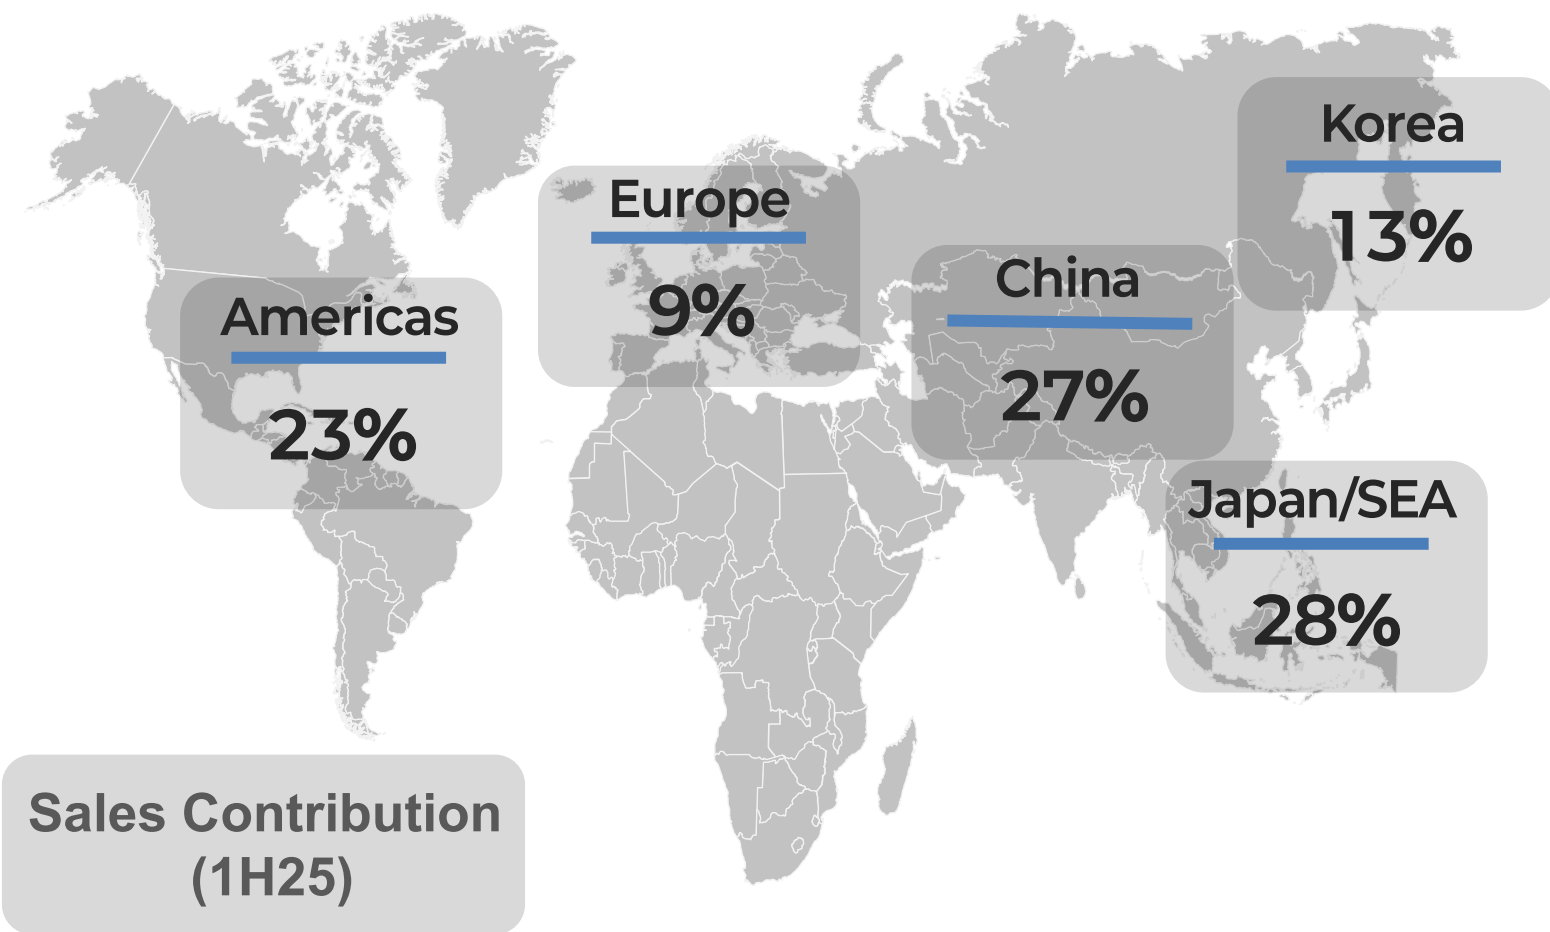 Korea
13%
Europe
9%
China
27%
Americas
23%
Japan/SEA
28%
Sales Contribution
(1H25)